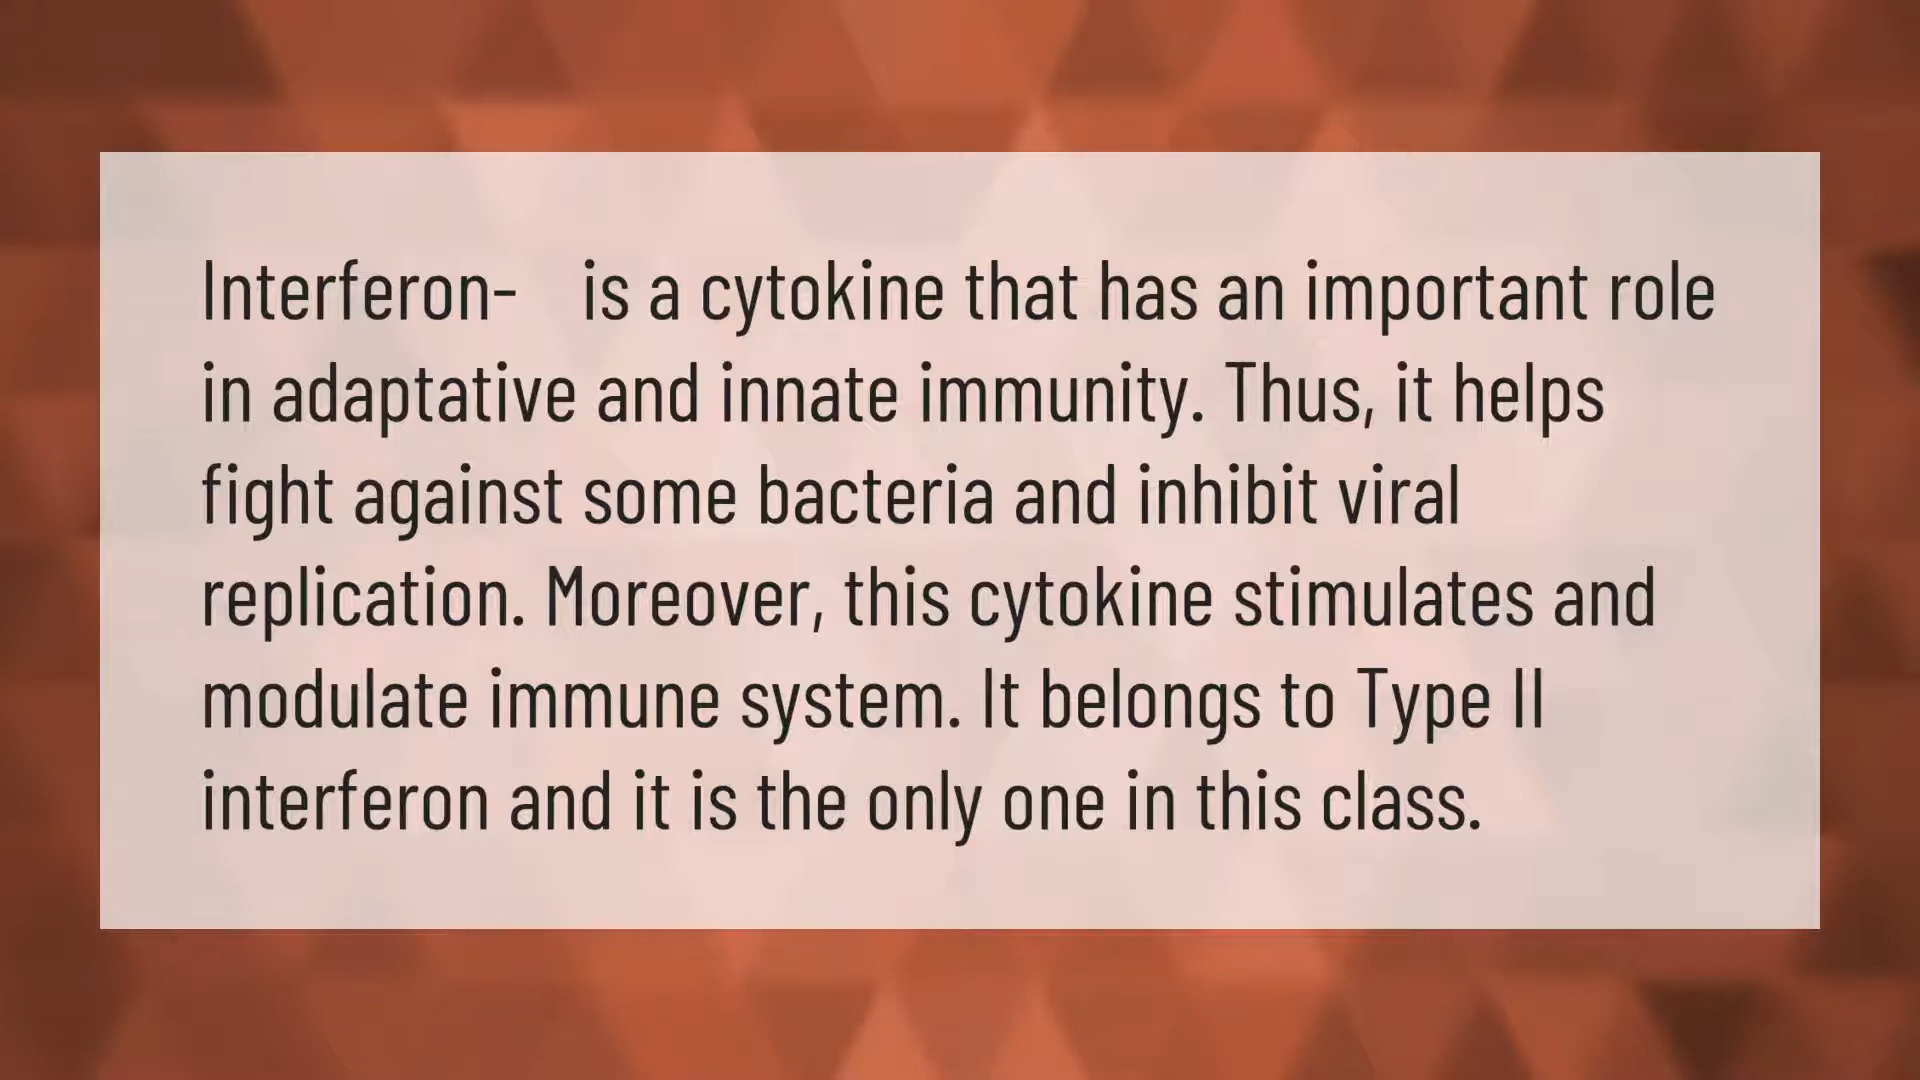 Interferon- is a cytokine that has an important role
in adaptative and innate immunity. Thus, it helps
fight against some bacteria and inhibit viral
replication. Moreover, this cytokine stimulates and
modulate immune system. It belongs to Type II
interferon and it is the only one in this class.